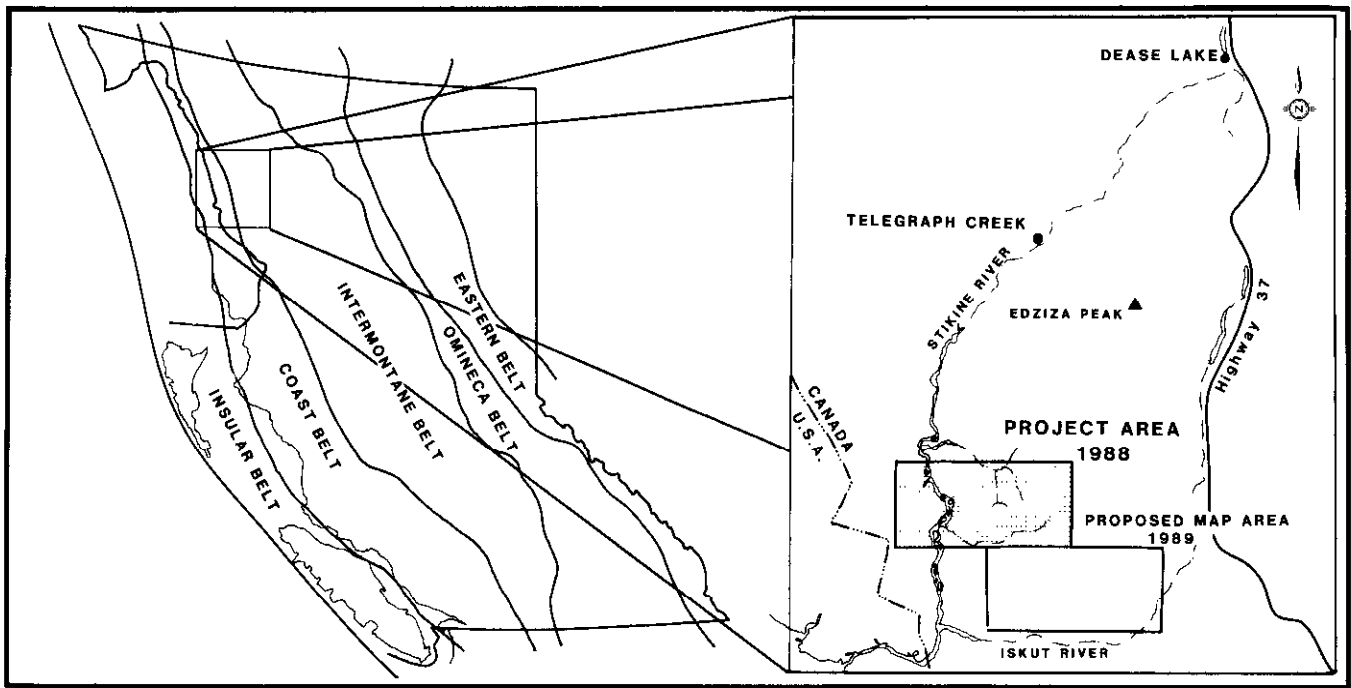 INSULAR BELT
COAST BELT
INTERMONTANE BELT
OMINECA BELT
EASTERN BELT
DEASE LAKE
N
TELEGRAPH CREEK
STIKINE RIVER
EDZIZA PEAK
Highway 37
CANADA
U.S.A.
PROJECT AREA
1988
PROPOSED MAP AREA
1989
ISKUT RIVER